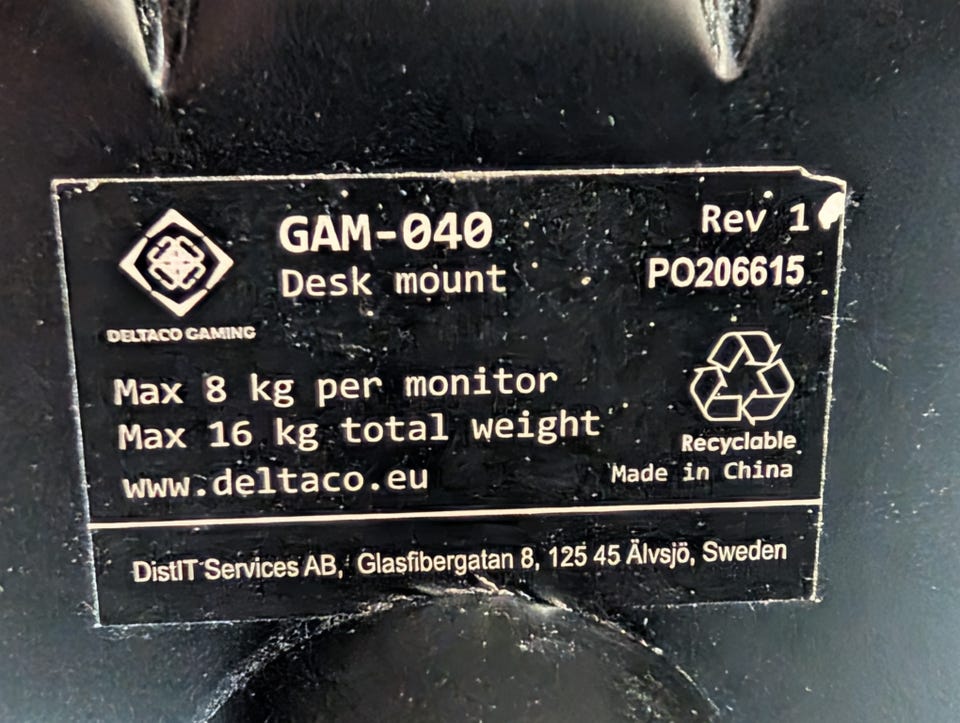 GAM-040
Rev 1
Desk mount
PO206615
DELTACO GAMING
Max 8 kg per monitor
Max 16 kg total weight
Recyclable
www.deltaco.eu
Made in China
DistIT Services AB, Glasfibergatan 8, 125 45 Älvsjö, Sweden